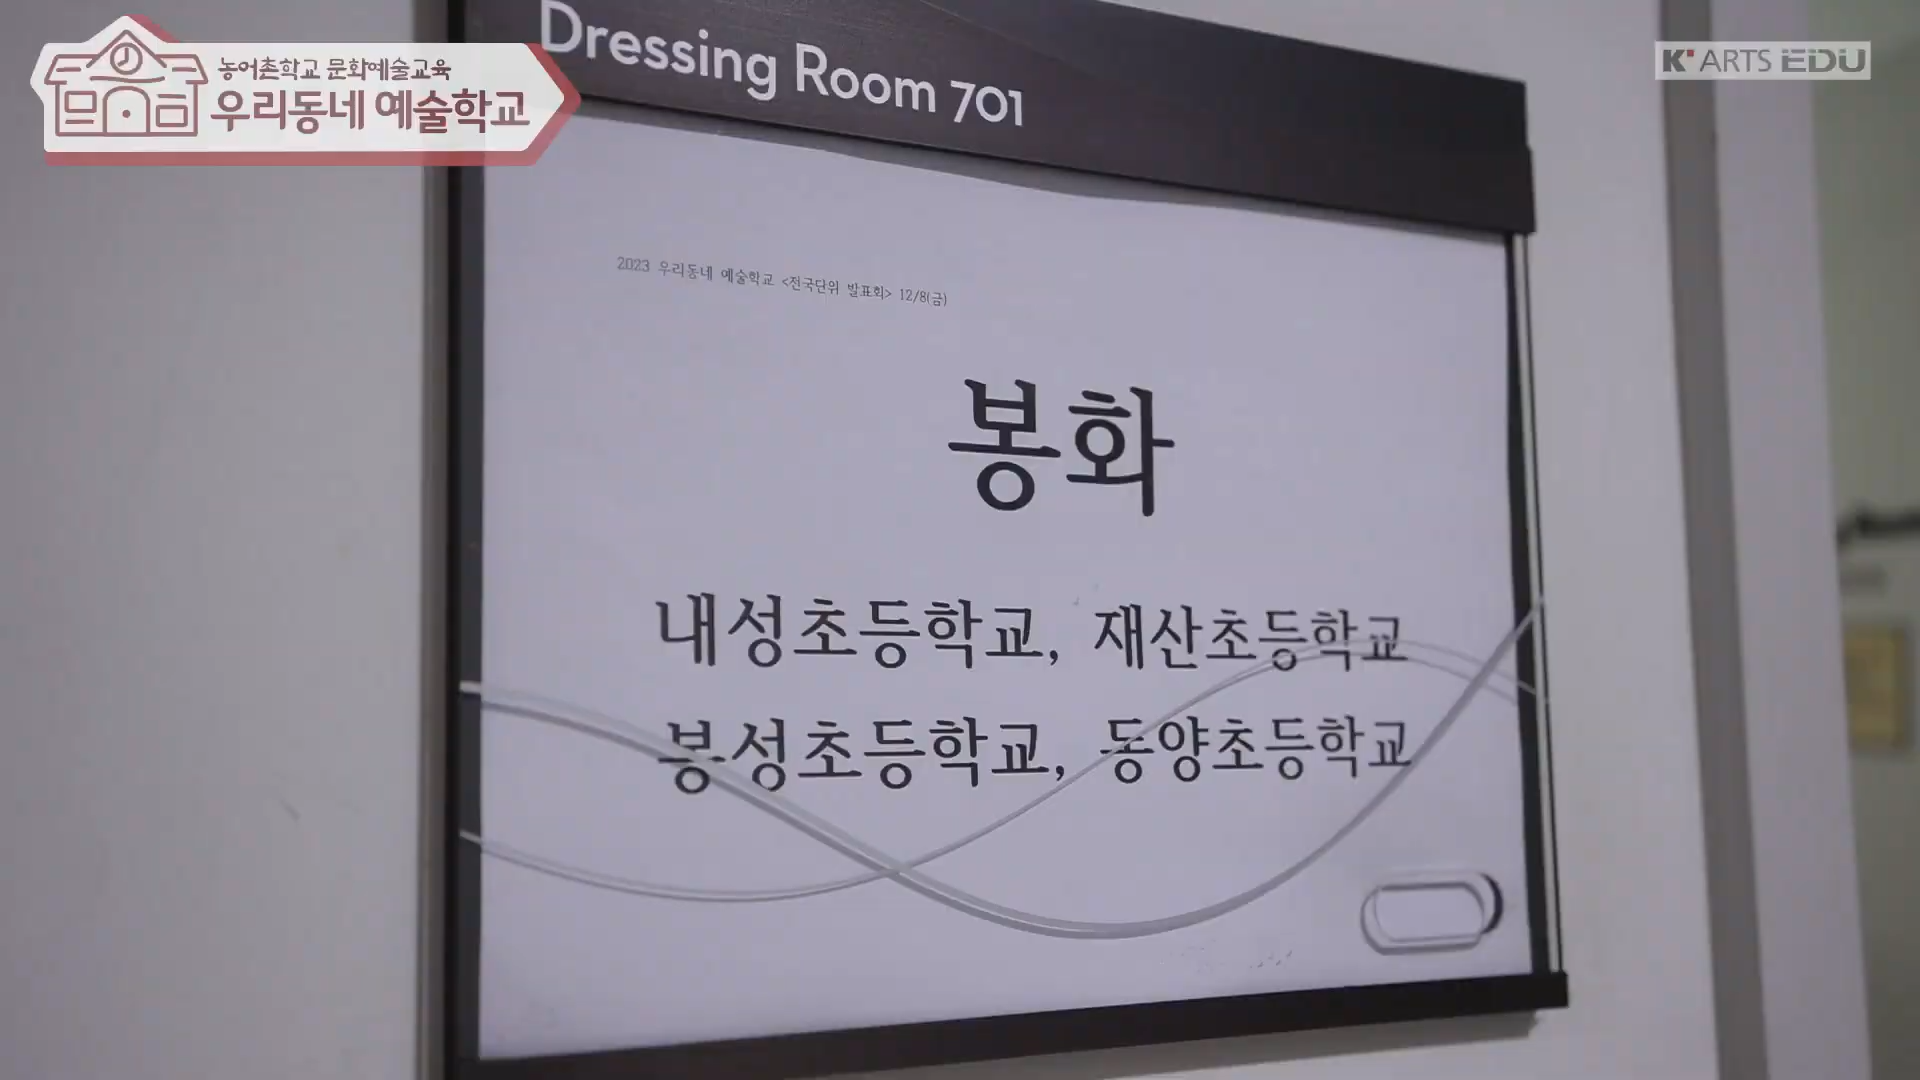 농어촌학교 문화예술교육
우리동네 예술학교
K ARTS EDU
Dressing Room 701
2023 우리동네 예술학교 <전국단위 발표회> 12/8(금)
봉화
내성초등학교, 재산초등학교
봉성초등학교, 동양초등학교